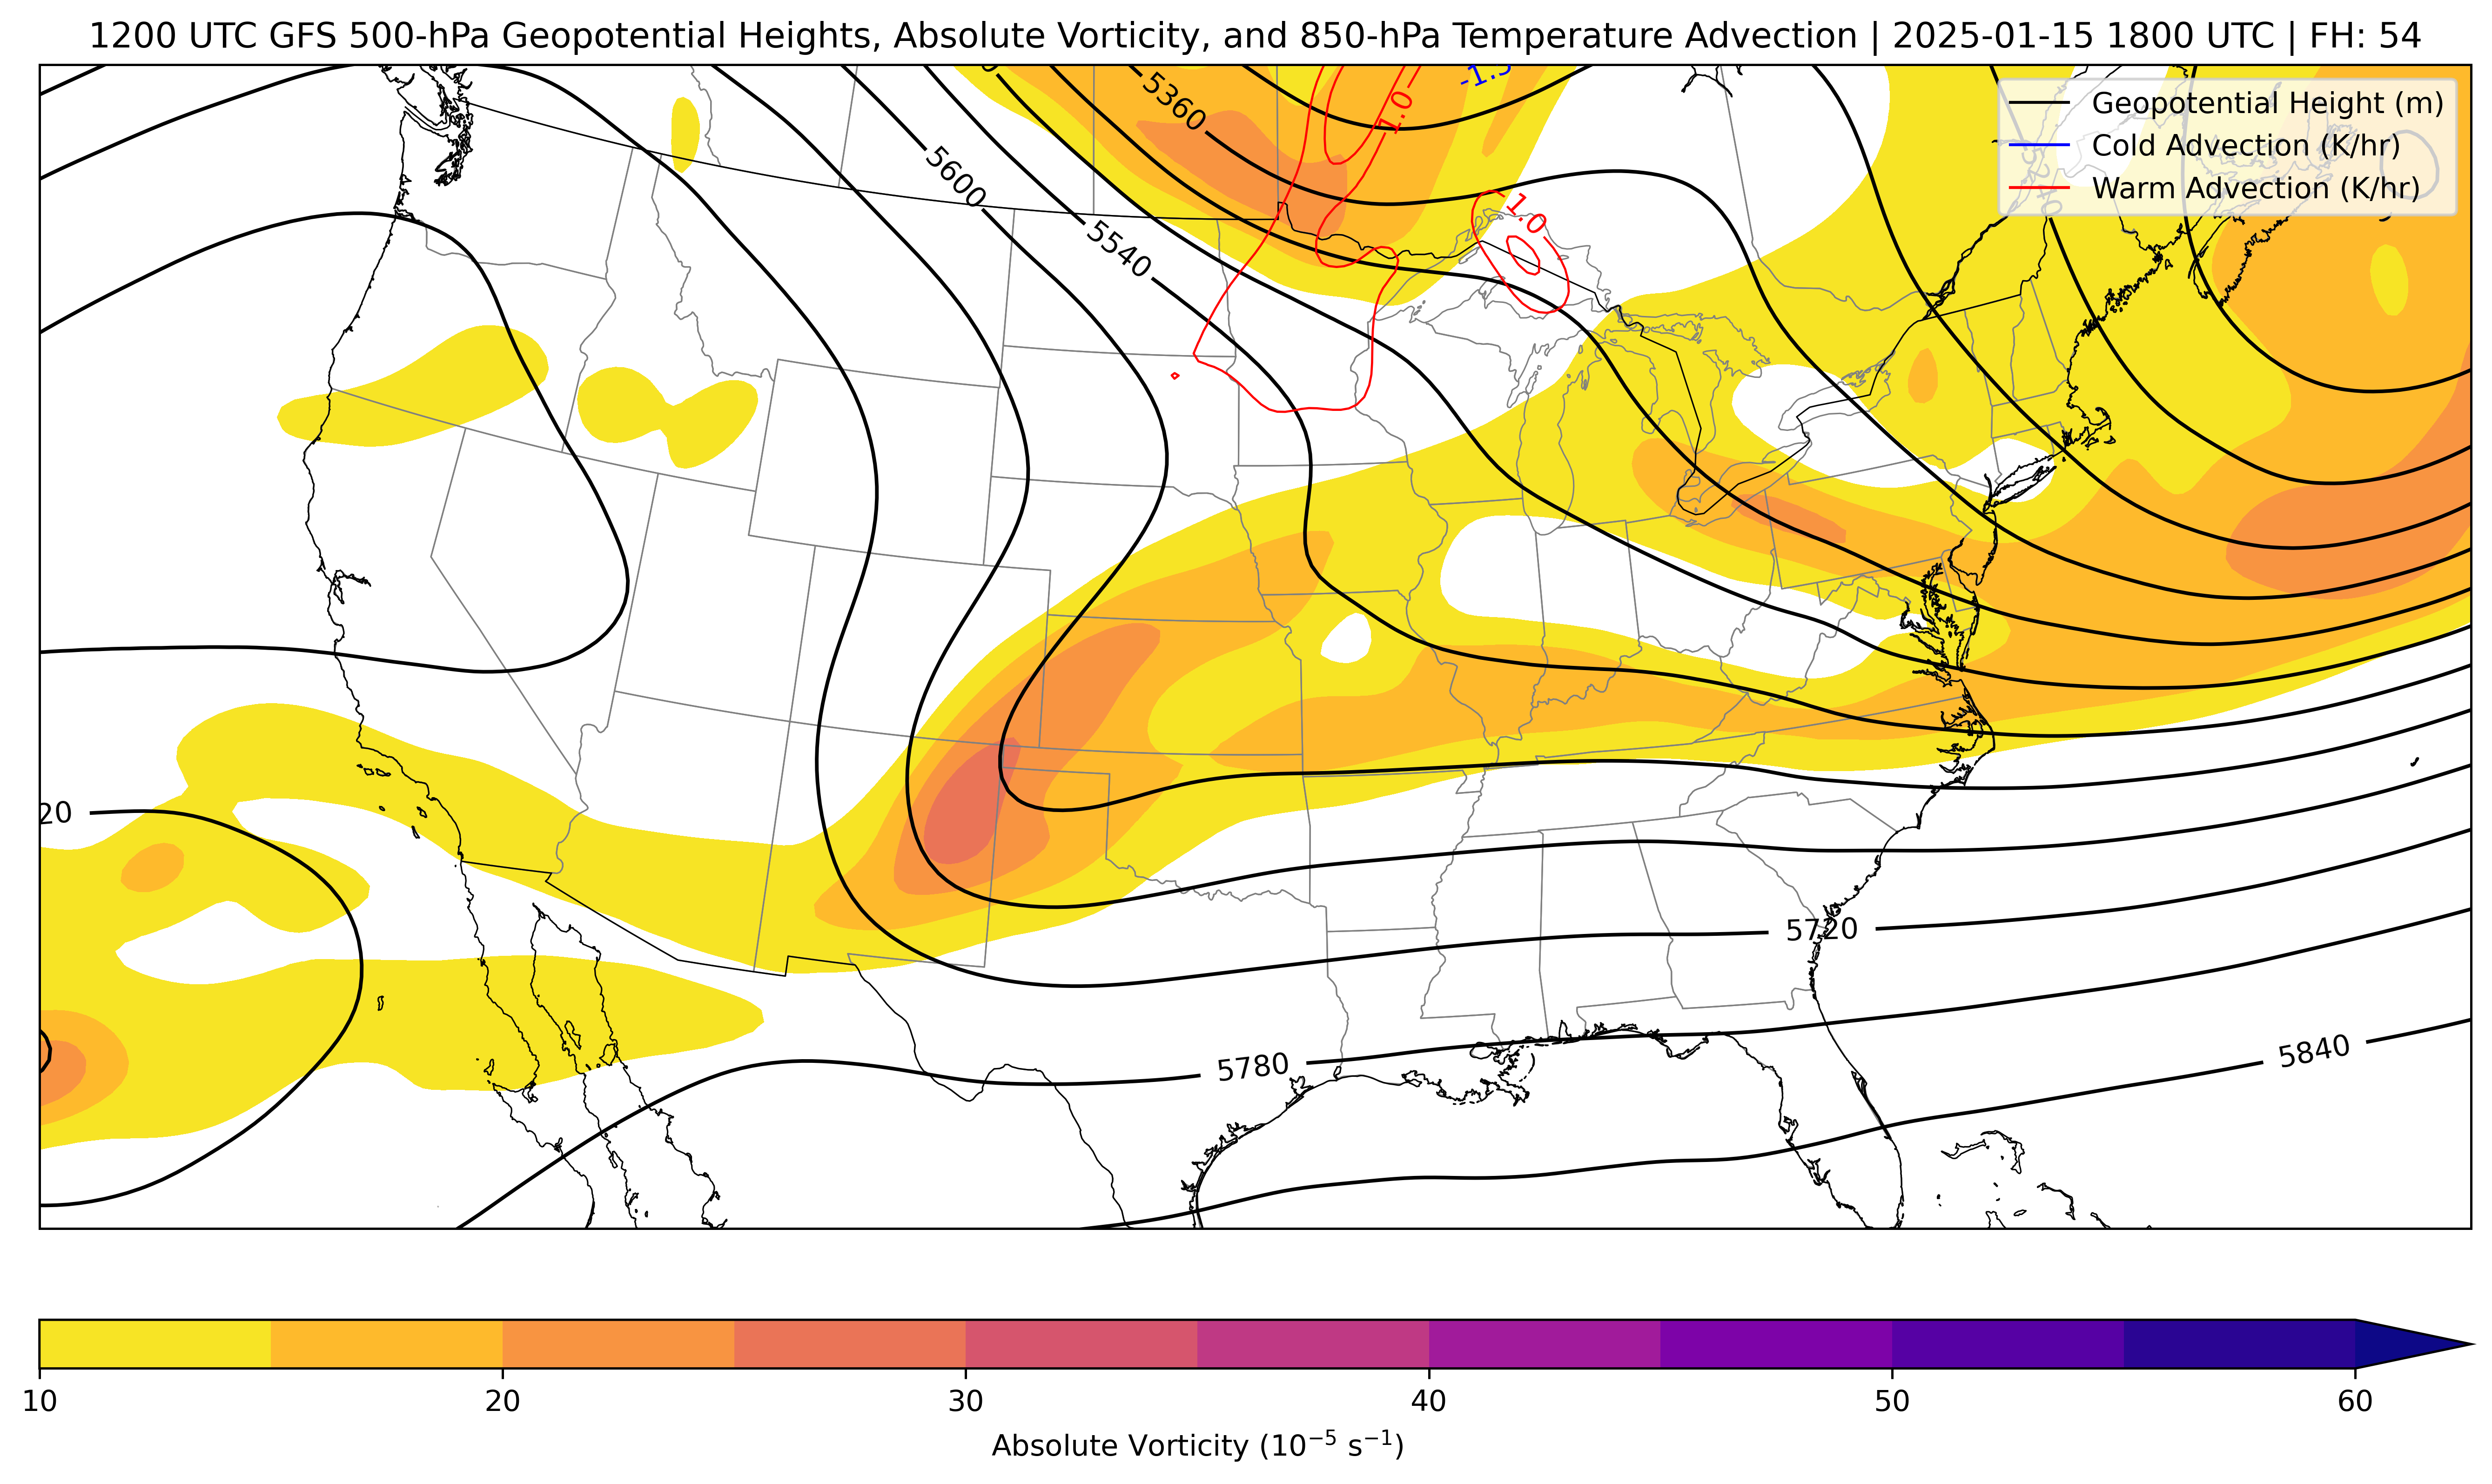 1200 UTC GFS 500-hPa Geopotential Heights, Absolute Vorticity, and 850-hPa Temperature Advection | 2025-01-15 1800 UTC | FH: 54
Geopotential Height (m)
Cold Advection (K/hr)
Warm Advection (K/hr)
5360
1.0
5600
5540
-1.0
20
5720
5780
5840
10 20 30 40 50 60
Absolute Vorticity (10⁻⁵ s⁻¹)